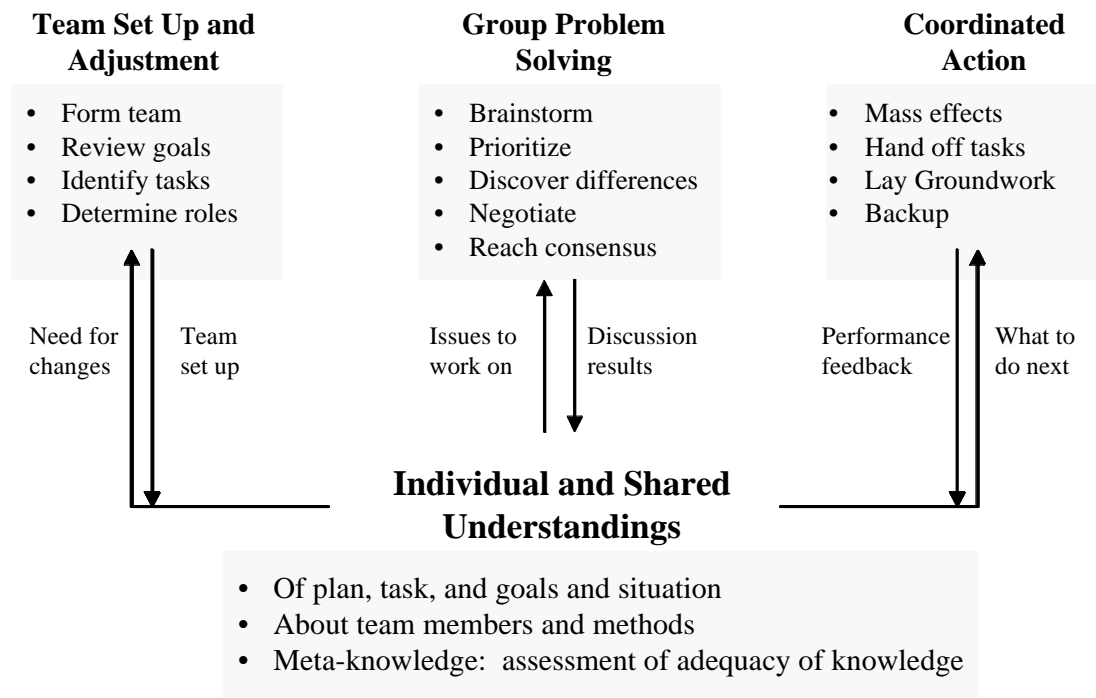 Team Set Up and
Adjustment
• Form team
• Review goals
• Identify tasks
• Determine roles
Group Problem
Solving
• Brainstorm
• Prioritize
• Discover differences
• Negotiate
• Reach consensus
Coordinated
Action
• Mass effects
• Hand off tasks
• Lay Groundwork
• Backup
Need for
changes
Team
set up
Issues to
work on
Discussion
results
Performance
feedback
What to
do next
Individual and Shared
Understandings
• Of plan, task, and goals and situation
• About team members and methods
• Meta-knowledge:  assessment of adequacy of knowledge